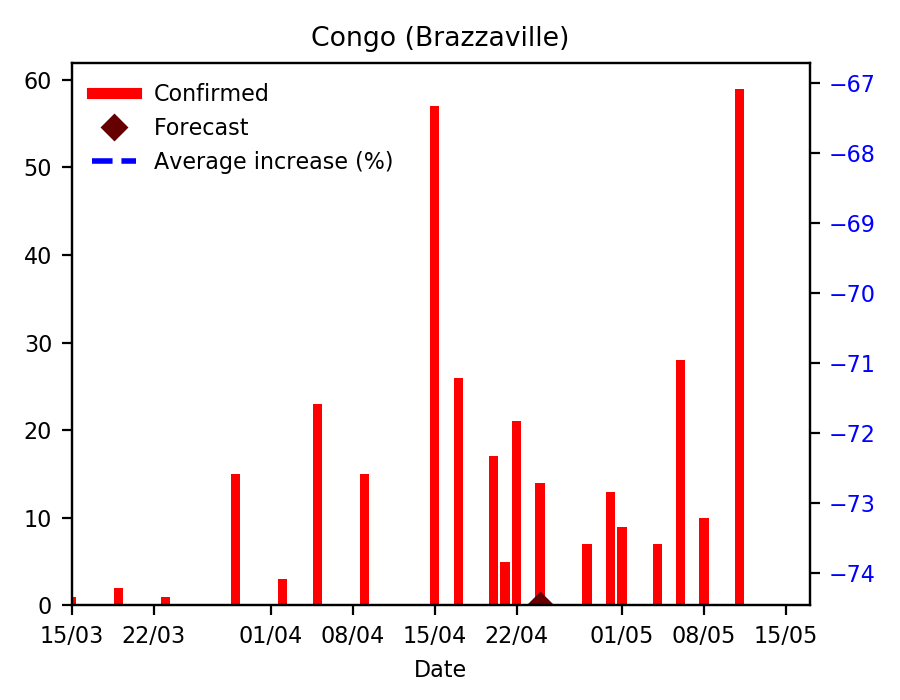 Congo (Brazzaville)
Confirmed
Forecast
Average increase (%)
60
50
40
30
20
10
0
−67
−68
−69
−70
−71
−72
−73
−74
15/03 22/03 01/04 08/04 15/04 22/04 01/05 08/05 15/05
Date